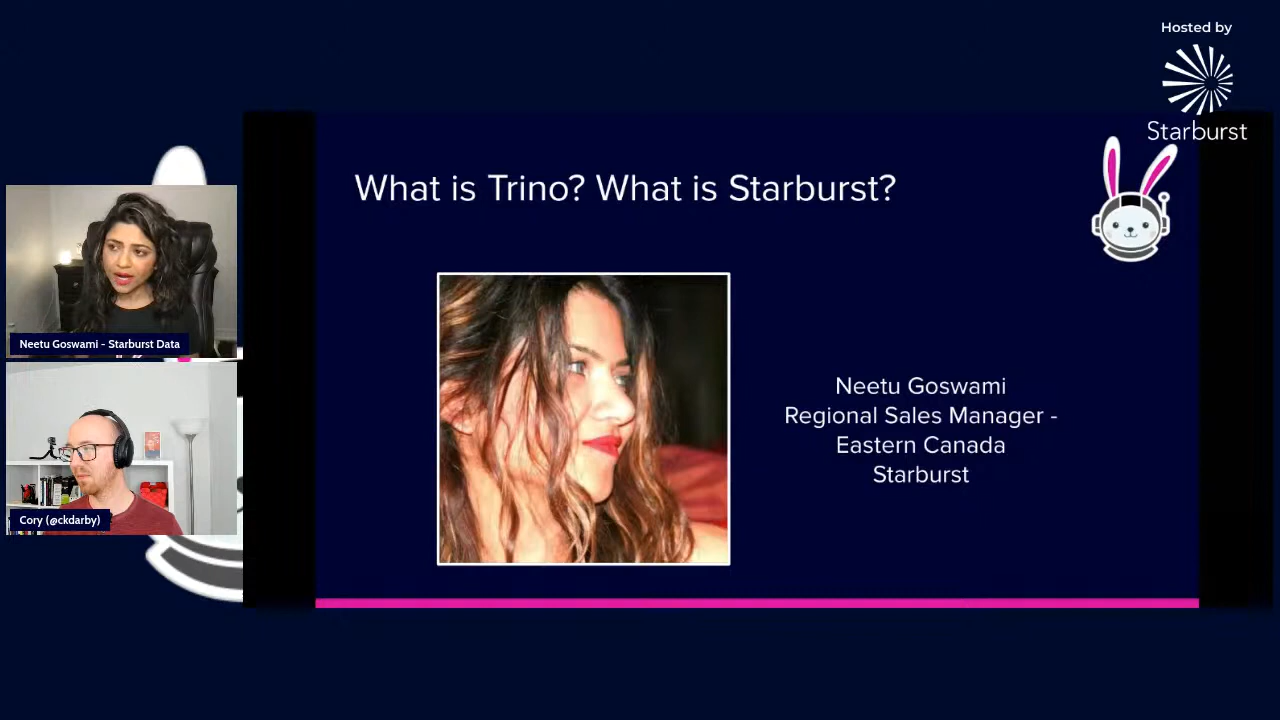 Hosted by
Starburst
What is Trino? What is Starburst?
Neetu Goswami - Starburst Data
Neetu Goswami
Regional Sales Manager -
Eastern Canada
Starburst
Cory (@ckdarby)